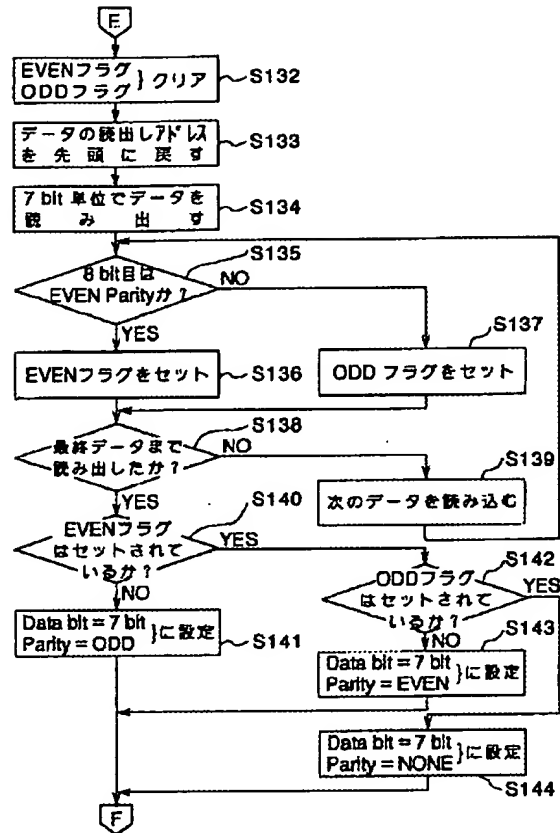 E
EVENフラグ
ODDフラグ } クリア
S132
データの読出しアドレス
を先頭に戻す
S133
7 bit 単位でデータを
読み出す
S134
8 bit目は
EVEN Parityか?
S135
NO
YES
EVENフラグをセット
S136
S137
ODD フラグをセット
最終データまで
読み出したか?
S138
NO
YES
S139
次のデータを読み込む
EVENフラグ
はセットされて
いるか?
S140
YES
NO
ODDフラグ
はセットされて
いるか?
S142
YES
NO
Data bit = 7 bit
Parity = ODD } に設定
S141
S143
Data bit = 7 bit
Parity = EVEN } に設定
Data bit = 7 bit
Parity = NONE } に設定
S144
F